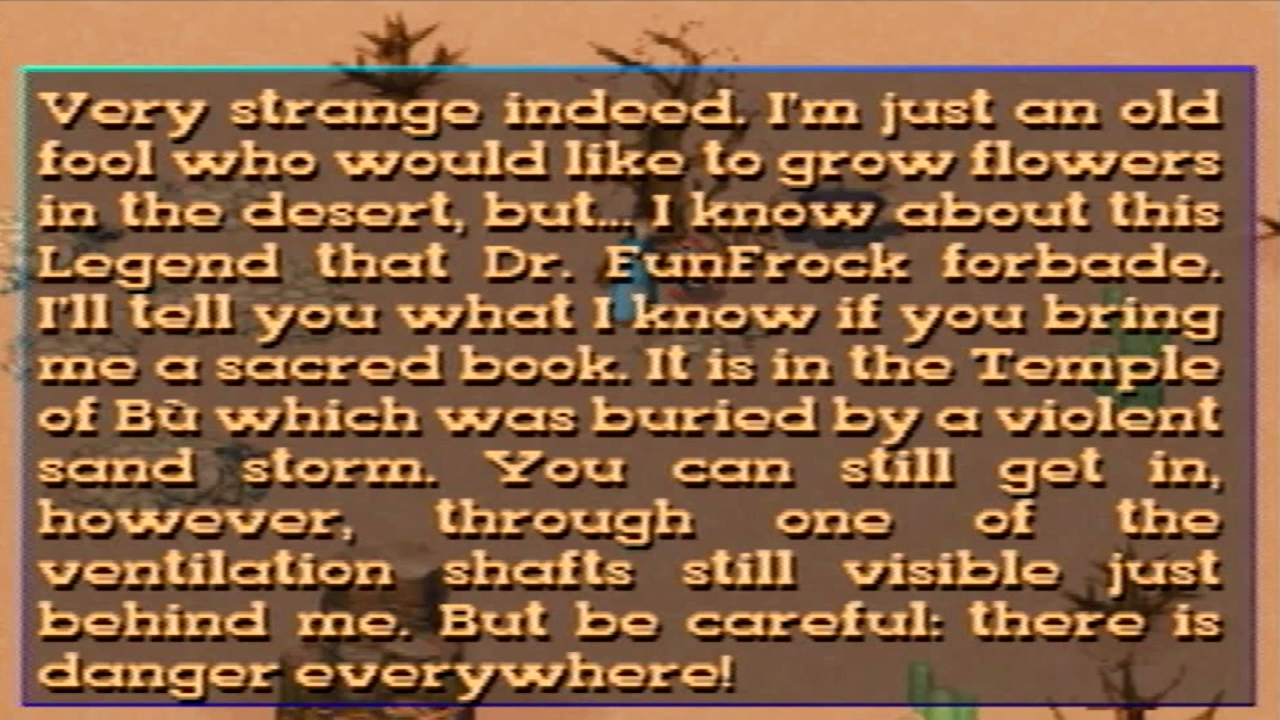 Very strange indeed. I'm just an old
fool who would like to grow flowers
in the desert, but... I know about this
Legend that Dr. FunFrock forbade.
I'll tell you what I know if you bring
me a sacred book. It is in the Temple
of Bù which was buried by a violent
sand storm. You can still get in,
however, through one of the
ventilation shafts still visible just
behind me. But be careful: there is
danger everywhere!